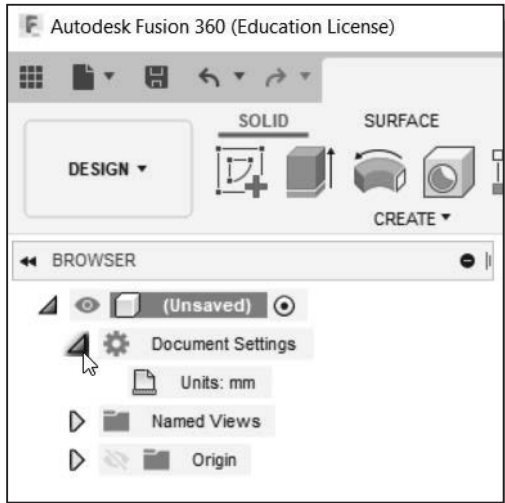 Autodesk Fusion 360 (Education License)
SOLID SURFACE
DESIGN
CREATE
BROWSER
(Unsaved)
Document Settings
Units: mm
Named Views
Origin